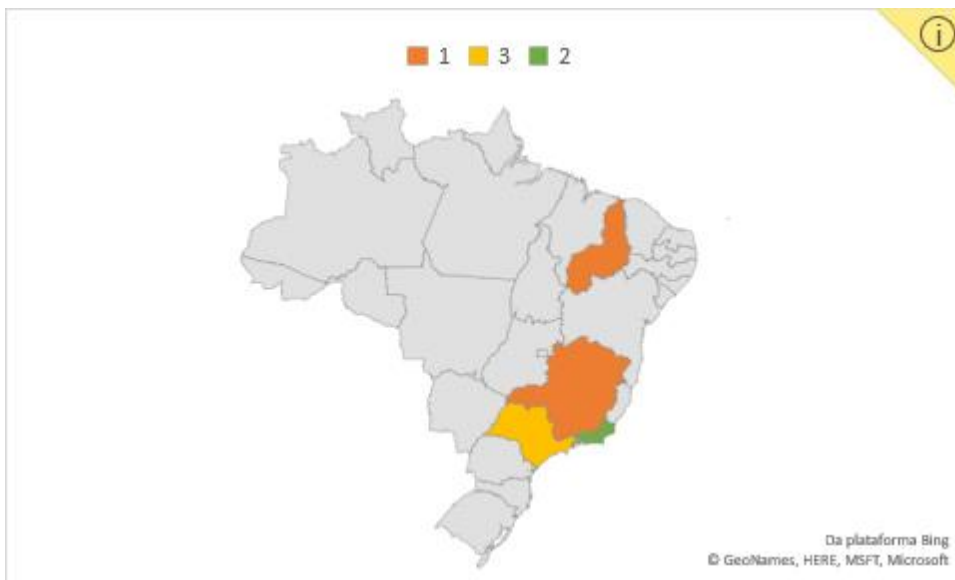 1 3 2
Da plataforma Bing
© GeoNames, HERE, MSFT, Microsoft